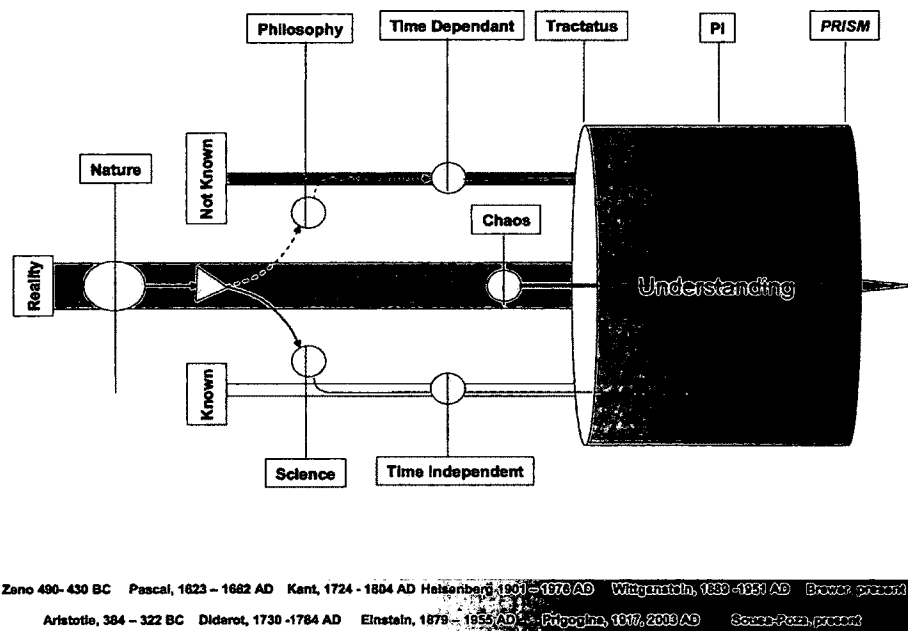 Philosophy
Time Dependant
Tractatus
PI
PRISM
Not Known
Nature
Chaos
Reality
Understanding
Known
Science
Time Independent
Zeno 490- 430 BC Pascal, 1623 – 1662 AD Kant, 1724 - 1804 AD Heisenberg 1901 – 1976 AD Wittgenstein, 1889 -1951 AD Brewer, present
Aristotle, 384 – 322 BC Diderot, 1730 -1784 AD Einstein, 1879 – 1955 AD Prigogine, 1917, 2003 AD Sousa-Poza, present